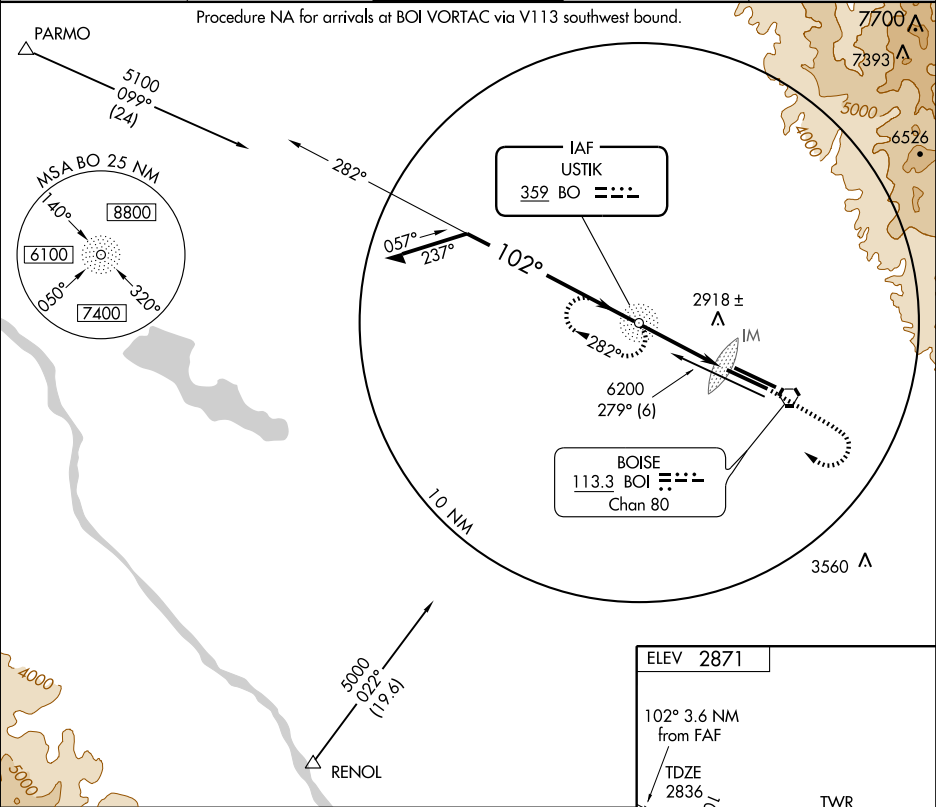 Procedure NA for arrivals at BOI VORTAC via V113 southwest bound.
7700
7393
5000
4000
6526
PARMO
5100
099°
(24)
282°
MSA BO 25 NM
140°
8800
6100
050°
320°
7400
IAF
USTIK
359 BO
057°
237°
102°
282°
2918 ±
IM
6200
279° (6)
BOISE
113.3 BOI
Chan 80
10 NM
3560
5000
022°
(19.6)
RENOL
4000
5000
ELEV 2871
102° 3.6 NM
from FAF
TDZE
2836
TWR